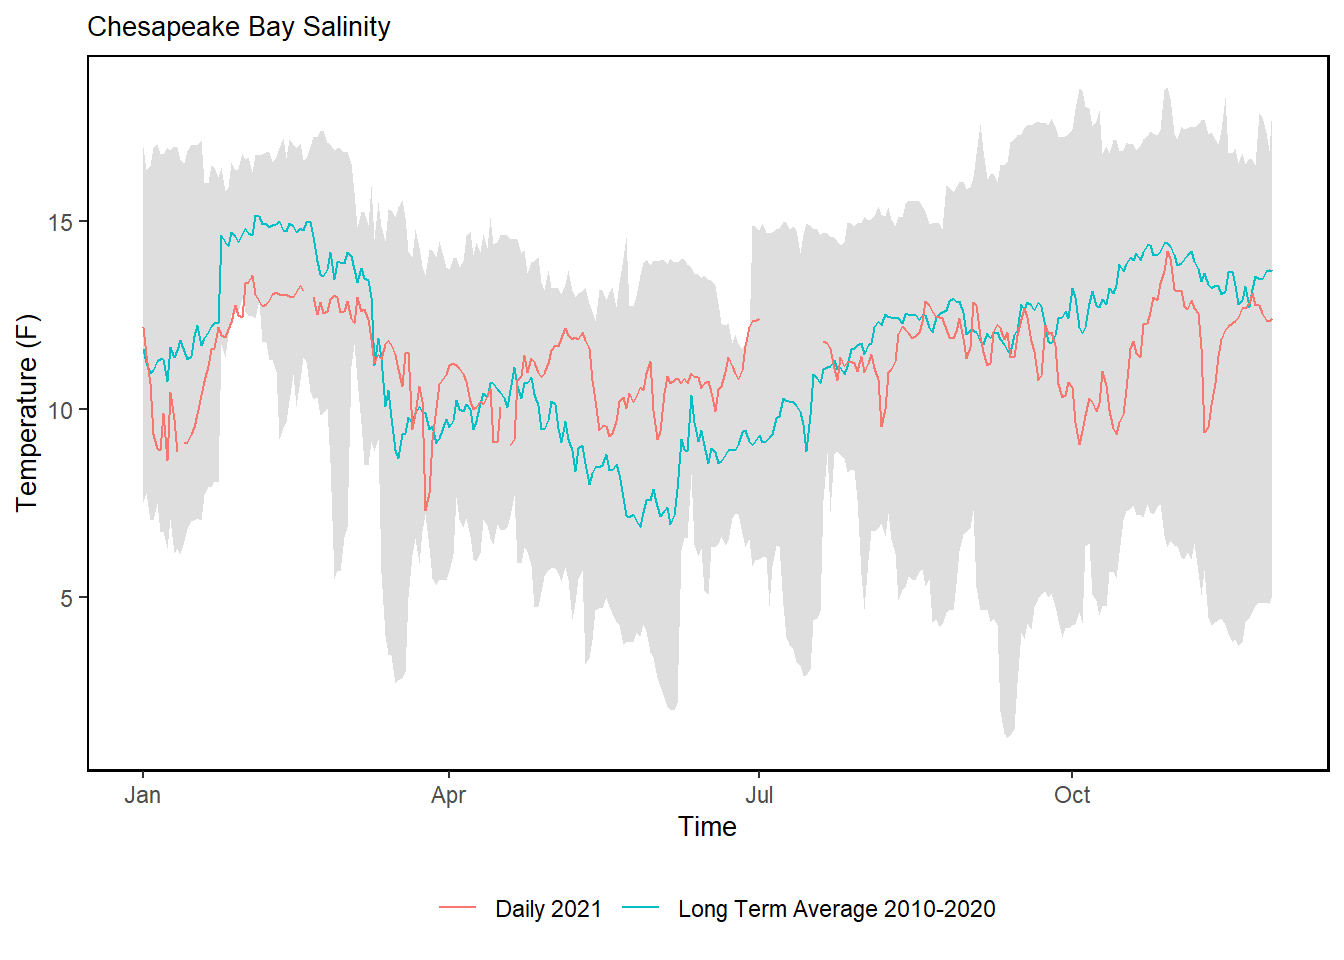 Chesapeake Bay Salinity
Temperature (F)
15
10
5
Jan Apr Jul Oct
Time
Daily 2021 Long Term Average 2010-2020